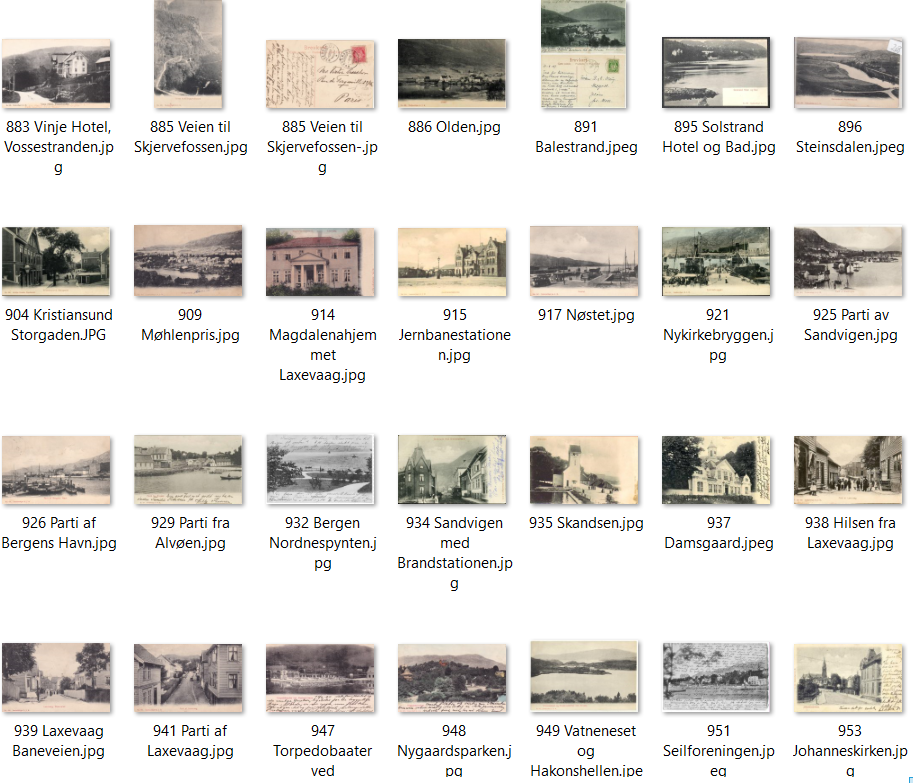 883 Vinje Hotel,
Vossestranden.jp
g
885 Veien til
Skjervefossen.jpg
885 Veien til
Skjervefossen-.jp
g
886 Olden.jpg
891
Balestrand.jpeg
895 Solstrand
Hotel og Bad.jpg
896
Steinsdalen.jpeg
904 Kristiansund
Storgaden.JPG
909
Møhlenpris.jpg
914
Magdalenahjem
met
Laxevaag.jpg
915
Jernbanestatione
n.jpg
917 Nøstet.jpg
921
Nykirkebryggen.j
pg
925 Parti av
Sandvigen.jpg
926 Parti af
Bergens Havn.jpg
929 Parti fra
Alvøen.jpg
932 Bergen
Nordnespynten.j
pg
934 Sandvigen
med
Brandstationen.jp
g
935 Skandsen.jpg
937
Damsgaard.jpeg
938 Hilsen fra
Laxevaag.jpg
939 Laxevaag
Baneveien.jpg
941 Parti af
Laxevaag.jpg
947
Torpedobaater
ved
948
Nygaardsparken.j
pg
949 Vatneneset
og
Hakonshellen.jpe
951
Seilforeningen.jp
eg
953
Johanneskirken.jp
g